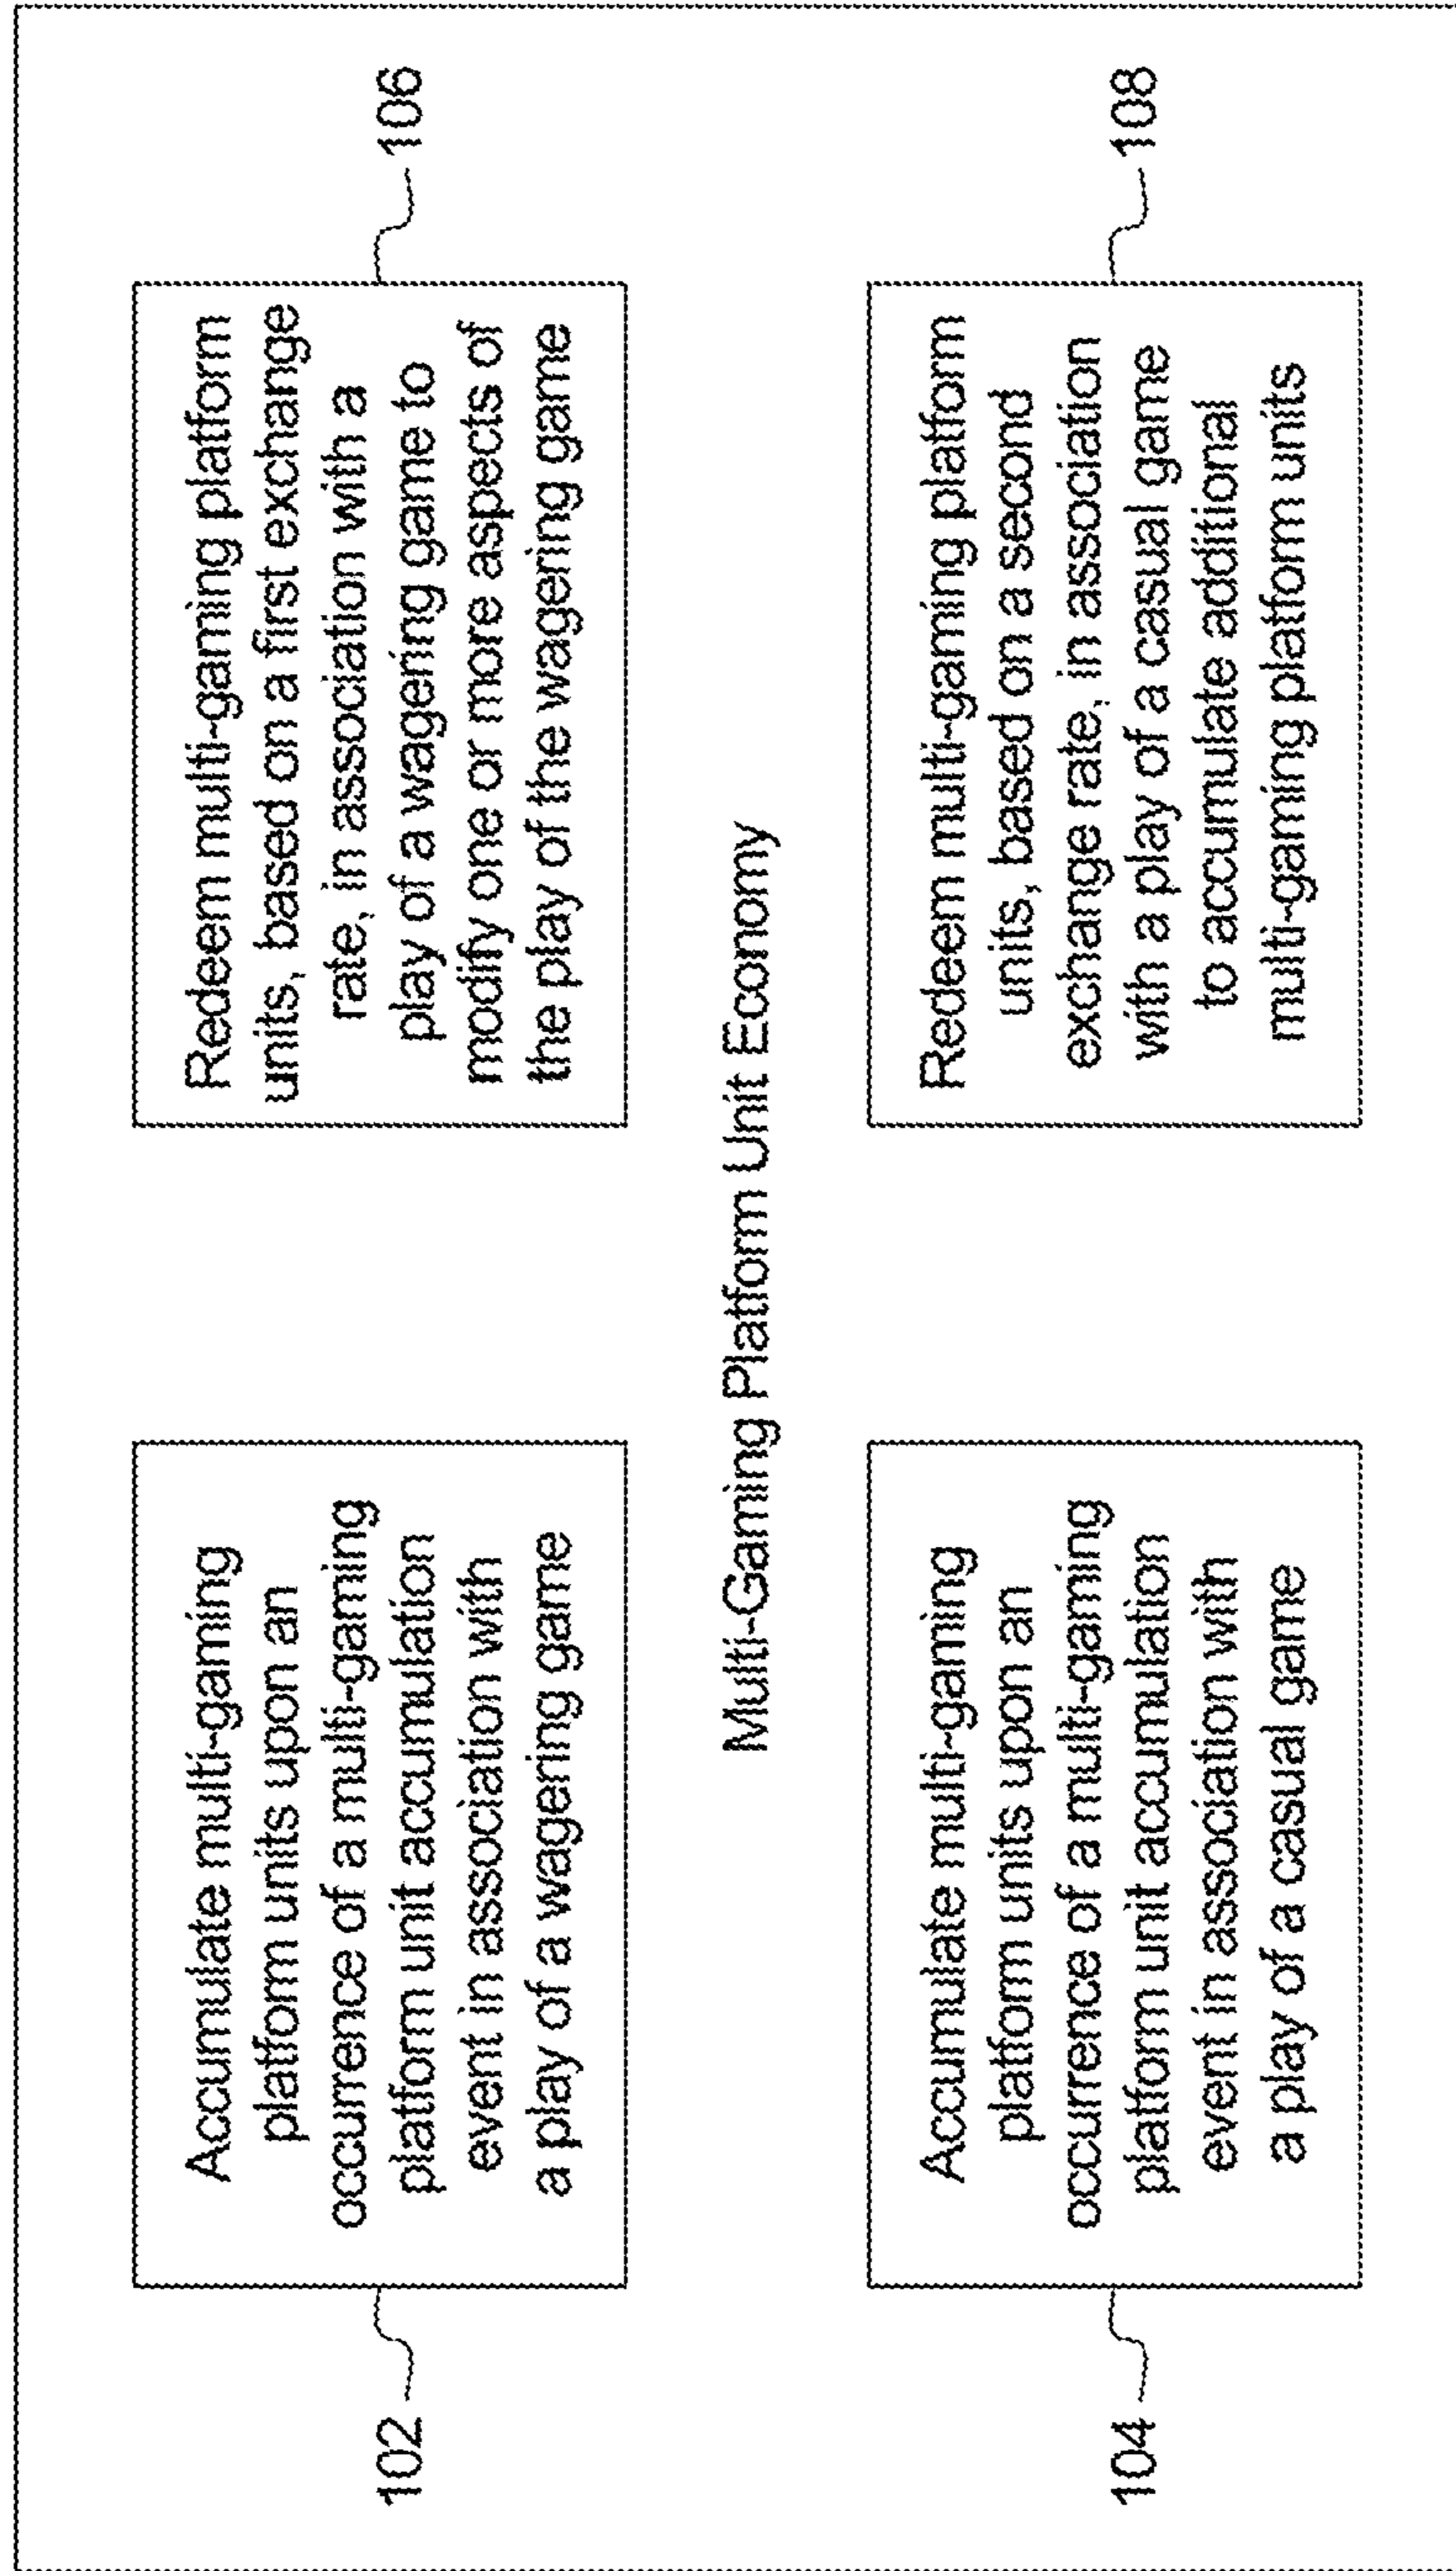 102
Accumulate multi-gaming
platform units upon an
occurrence of a multi-gaming
platform unit accumulation
event in association with
a play of a wagering game
Redeem multi-gaming platform
units, based on a first exchange
rate, in association with a
play of a wagering game to
modify one or more aspects of
the play of the wagering game
106
Multi-Gaming Platform Unit Economy
104
Accumulate multi-gaming
platform units upon an
occurrence of a multi-gaming
platform unit accumulation
event in association with
a play of a casual game
Redeem multi-gaming platform
units, based on a second
exchange rate, in association
with a play of a casual game
to accumulate additional
multi-gaming platform units
108